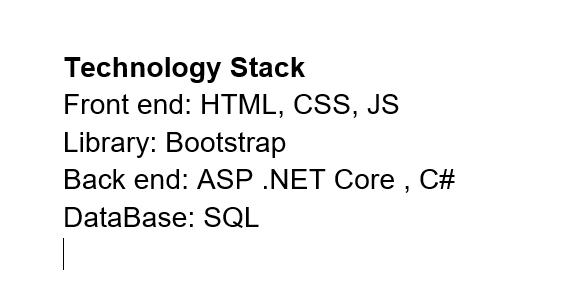 Technology Stack
Front end: HTML, CSS, JS
Library: Bootstrap
Back end: ASP .NET Core , C#
DataBase: SQL